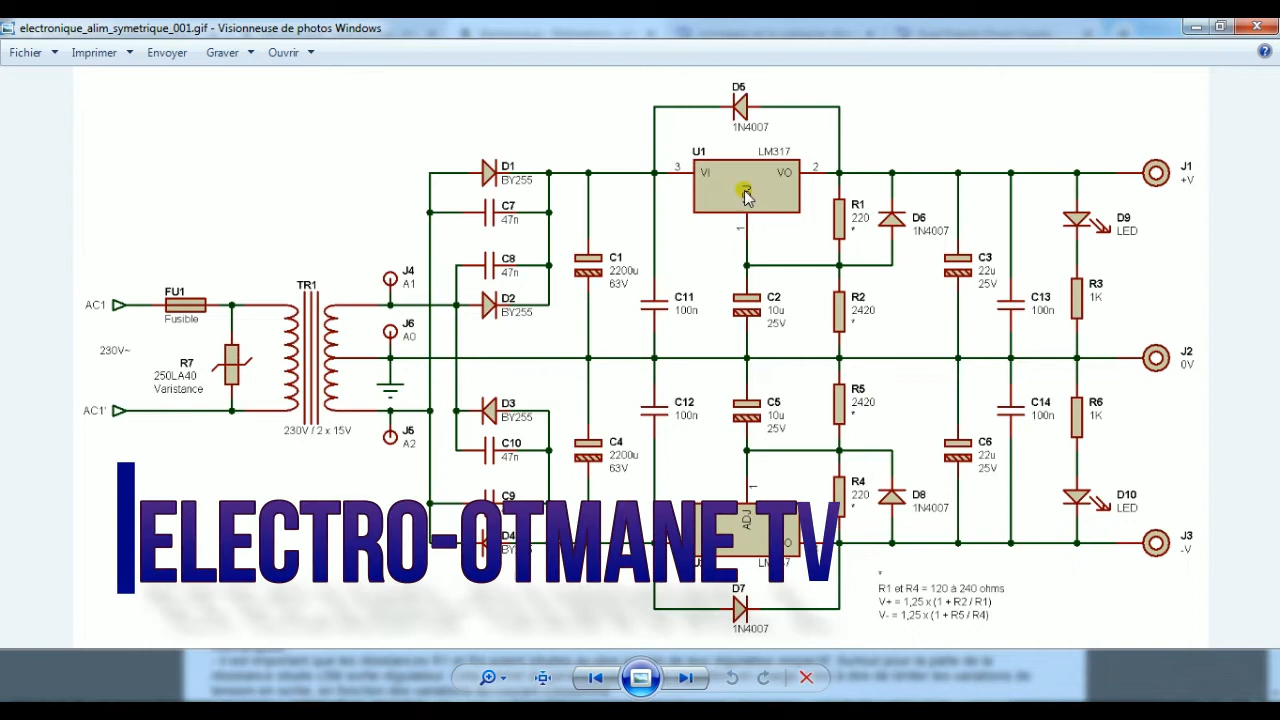 electronique_alim_symetrique_001.gif - Visionneuse de photos Windows
Fichier Imprimer Envoyer Graver Ouvrir
D5
1N4007
U1 LM317
3 VI VO 2
1
D1
BY255
C7
47n
C8
47n
D2
BY255
C1
2200u
63V
C11
100n
C2
10u
25V
R1
220
*
D6
1N4007
R2
2420
*
C3
22u
25V
C13
100n
D9
LED
R3
1K
J1
+V
J4
A1
J6
A0
J5
A2
AC1
FU1
Fusible
TR1
230V~
R7
250LA40
Varistance
AC1'
230V / 2 x 15V
J2
0V
D3
BY255
C10
47n
C9
D4
C4
2200u
63V
C12
100n
C5
10u
25V
R5
2420
*
R4
220
*
D8
1N4007
C6
22u
25V
C14
100n
R6
1K
D10
LED
J3
-V
1
ADJ
D7
1N4007
ELECTRO-OTMANE TV
*
R1 et R4 = 120 à 240 ohms
V+ = 1,25 x (1 + R2 / R1)
V- = 1,25 x (1 + R5 / R4)